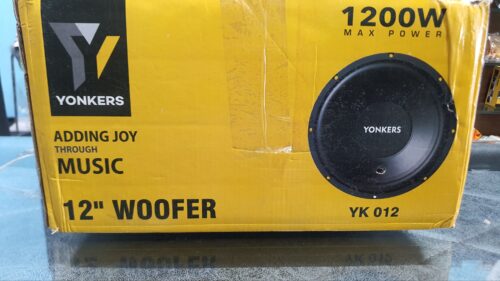 1200W
MAX POWER
YONKERS
YONKERS
ADDING JOY
THROUGH
MUSIC
12" WOOFER
YK 012